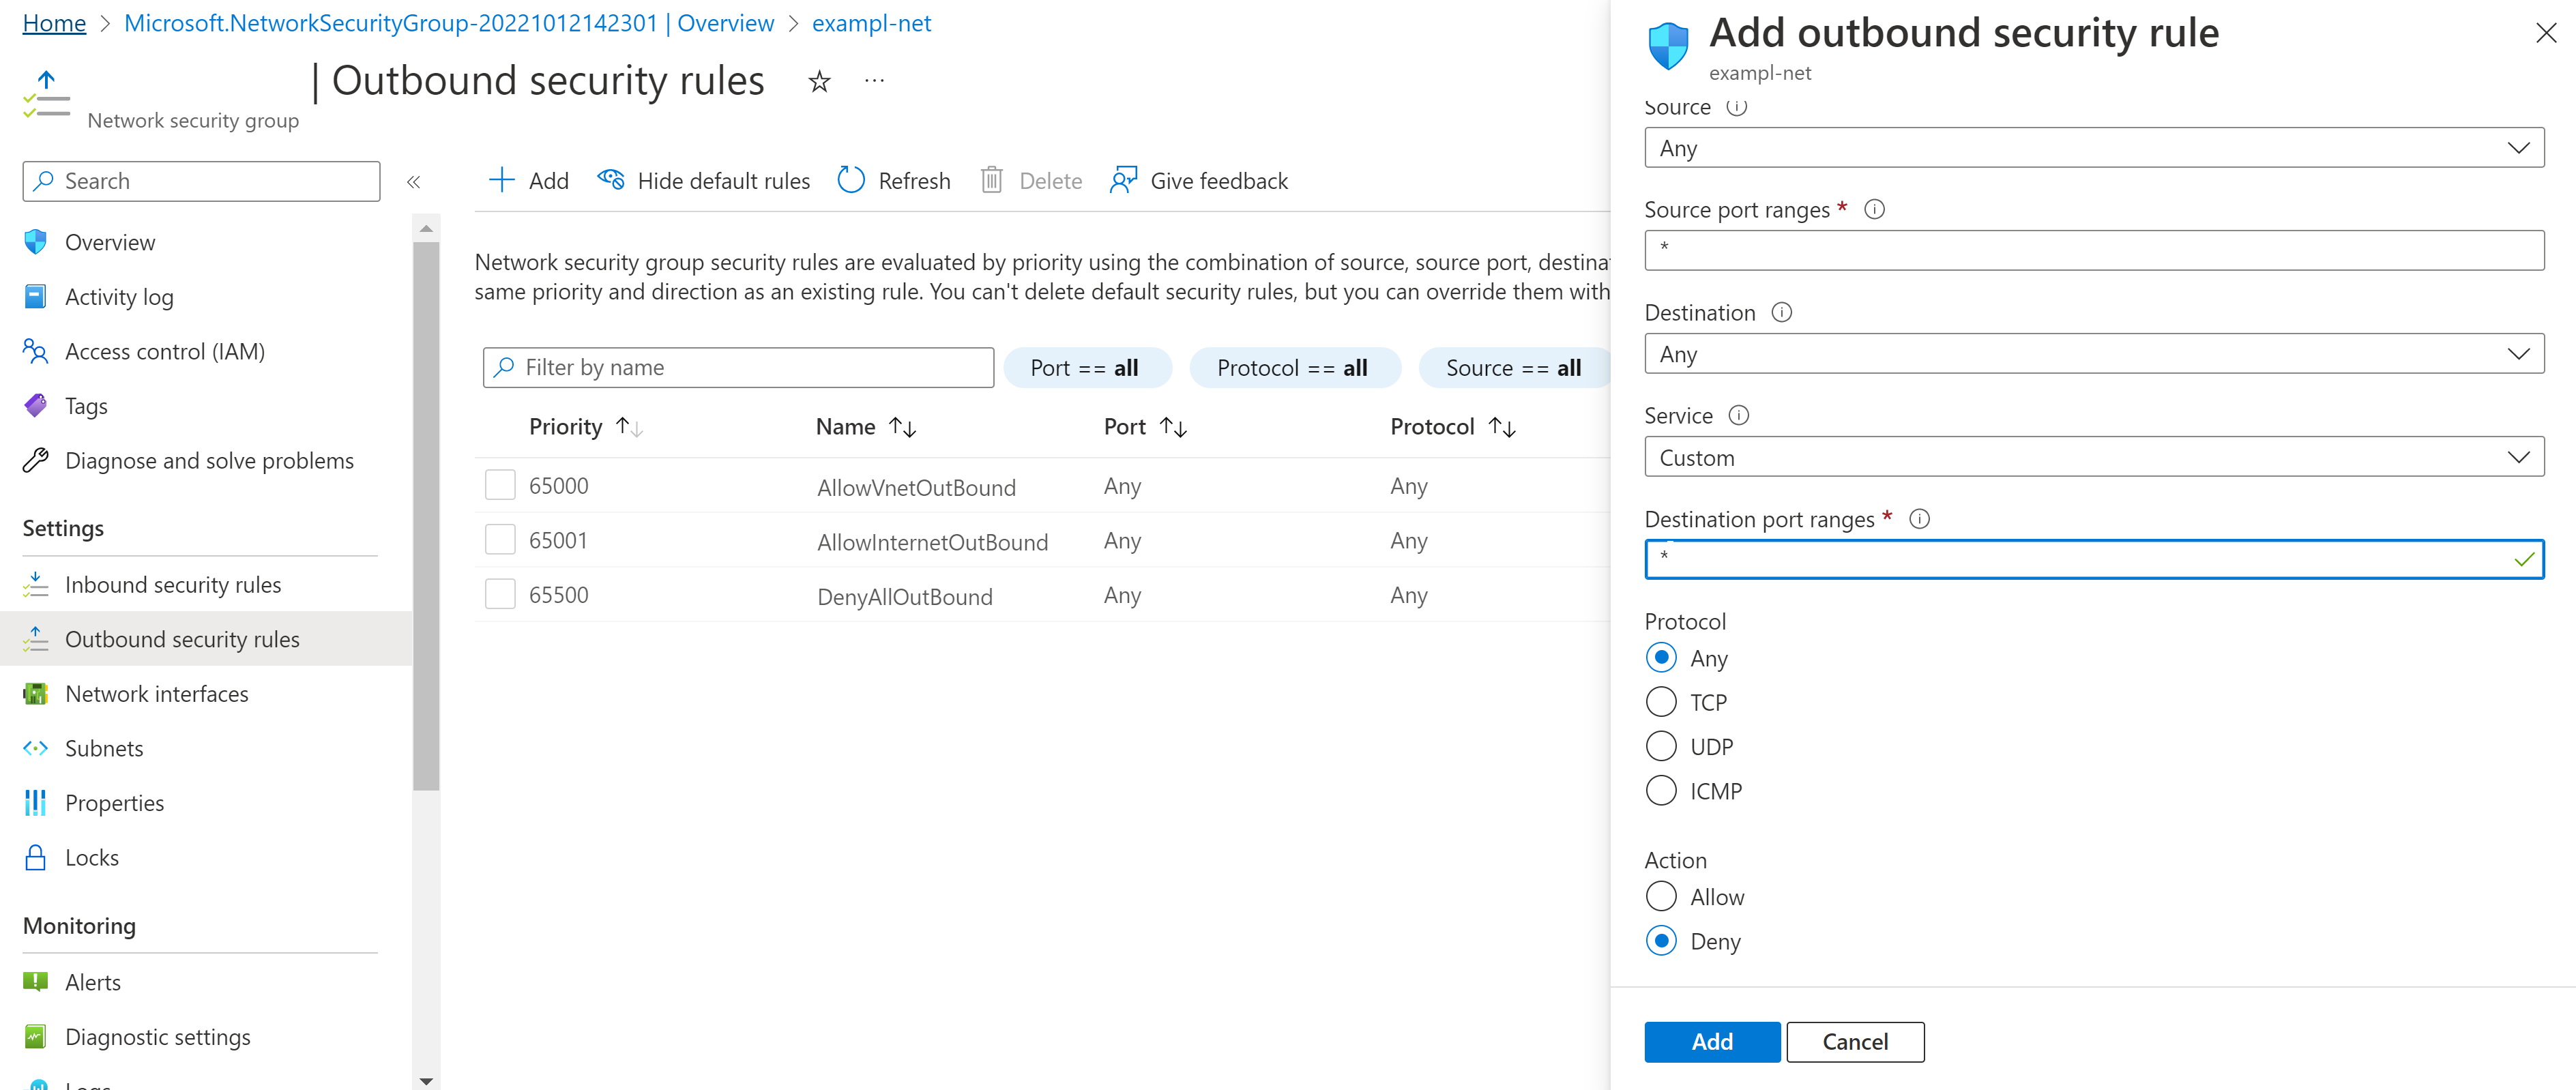 Home > Microsoft.NetworkSecurityGroup-20221012142301 | Overview > exampl-net
| Outbound security rules
Network security group
Search
Overview
Activity log
Access control (IAM)
Tags
Diagnose and solve problems
Settings
Inbound security rules
Outbound security rules
Network interfaces
Subnets
Properties
Locks
Monitoring
Alerts
Diagnostic settings
Logs
Add Hide default rules Refresh Delete Give feedback
Network security group security rules are evaluated by priority using the combination of source, source port, destina
same priority and direction as an existing rule. You can't delete default security rules, but you can override them with
Filter by name Port == all Protocol == all Source == all
Priority Name Port Protocol
65000 AllowVnetOutBound Any Any
65001 AllowInternetOutBound Any Any
65500 DenyAllOutBound Any Any
Add outbound security rule
exampl-net
Source
Any
Source port ranges *
*
Destination
Any
Service
Custom
Destination port ranges *
*
Protocol
Any
TCP
UDP
ICMP
Action
Allow
Deny
Add Cancel